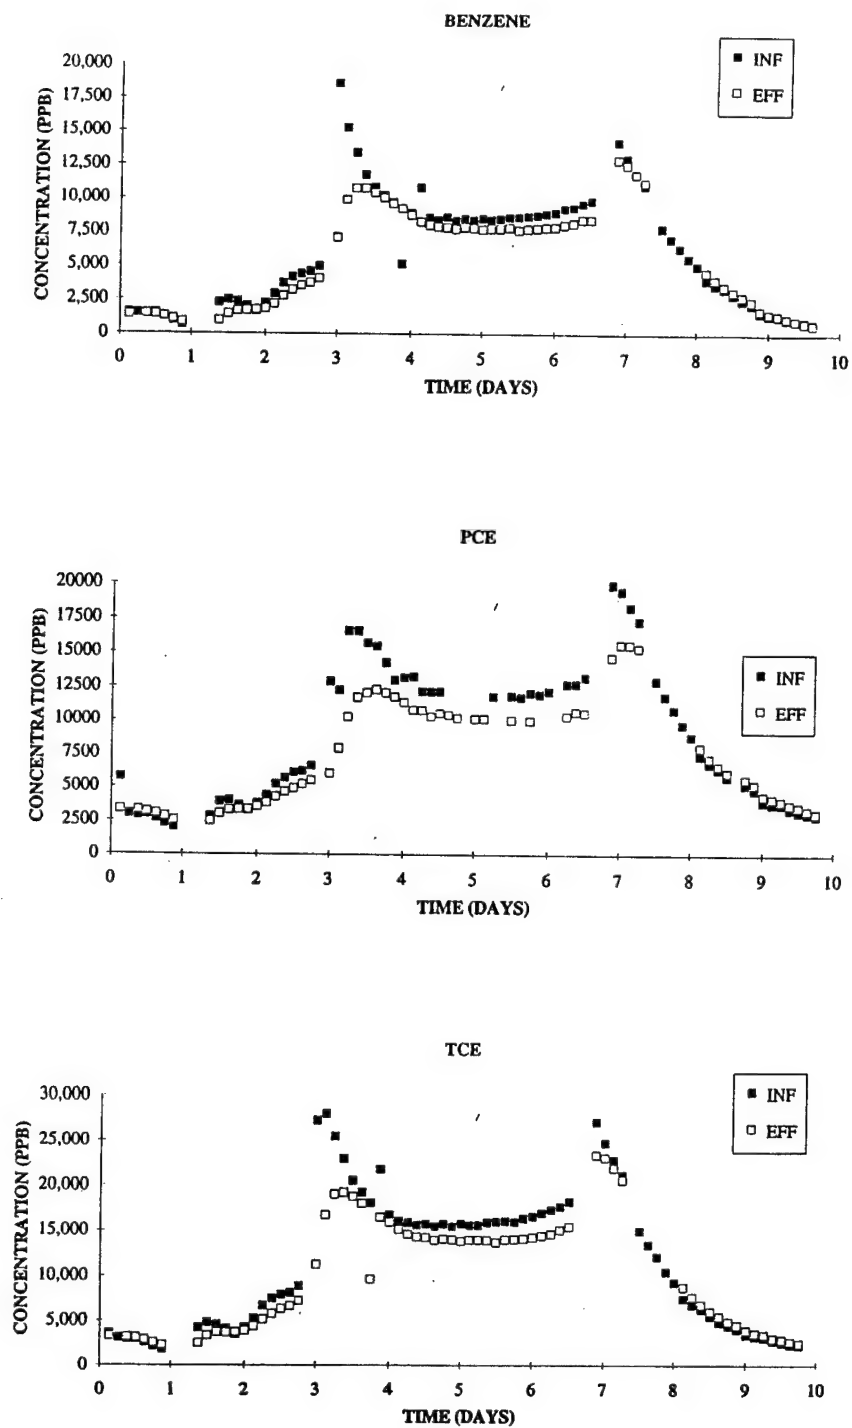 BENZENE
INF
EFF
CONCENTRATION (PPB)
20,000
17,500
15,000
12,500
10,000
7,500
5,000
2,500
0
0 1 2 3 4 5 6 7 8 9 10
TIME (DAYS)
PCE
INF
EFF
CONCENTRATION (PPB)
20000
17500
15000
12500
10000
7500
5000
2500
0
0 1 2 3 4 5 6 7 8 9 10
TIME (DAYS)
TCE
INF
EFF
CONCENTRATION (PPB)
30,000
25,000
20,000
15,000
10,000
5,000
0
0 1 2 3 4 5 6 7 8 9 10
TIME (DAYS)